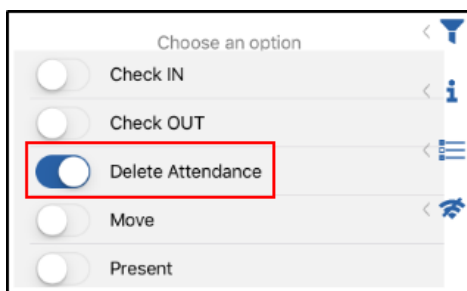 Choose an option
Check IN
Check OUT
Delete Attendance
Move
Present